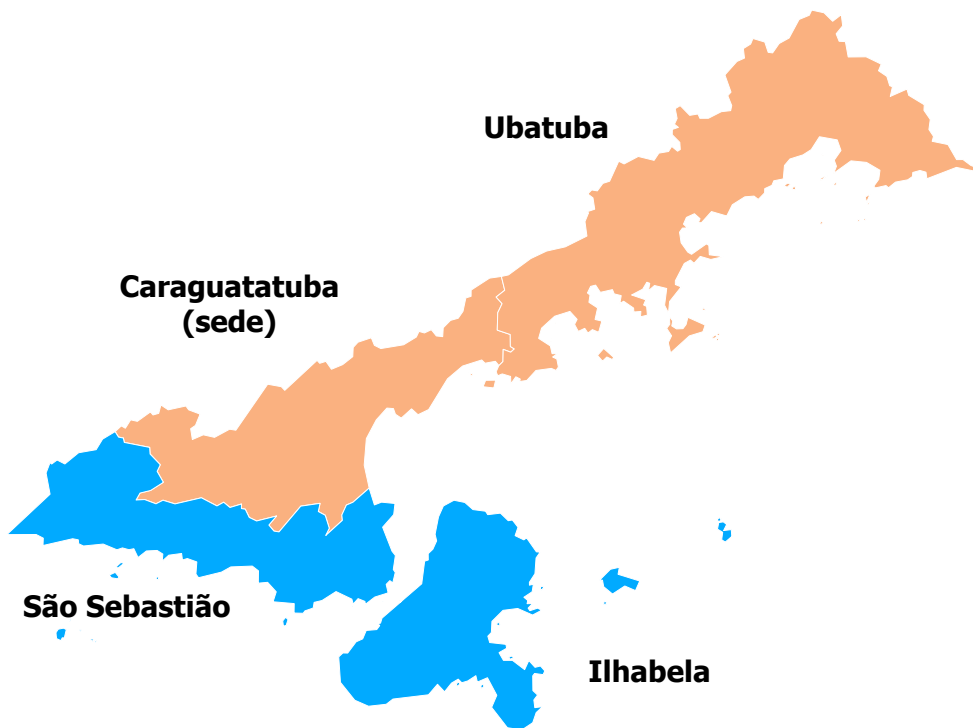 Ubatuba
Caraguatatuba
(sede)
São Sebastião
Ilhabela